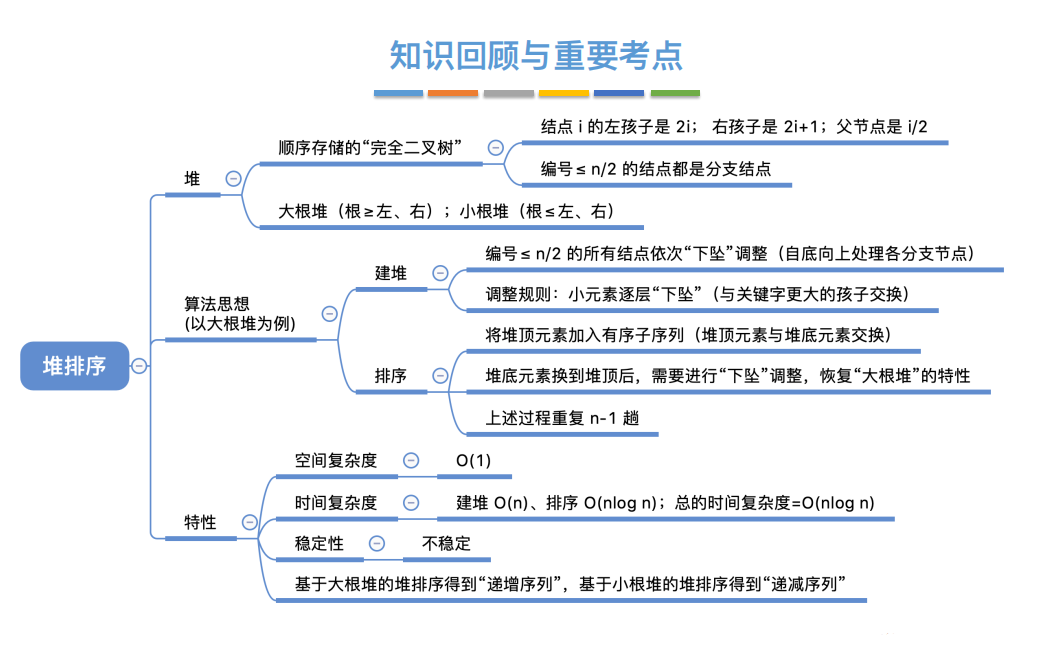 知识回顾与重要考点
结点 i 的左孩子是 2i； 右孩子是 2i+1；父节点是 i/2
顺序存储的“完全二叉树”
编号≤ n/2 的结点都是分支结点
堆
大根堆（根≥左、右）；小根堆（根≤左、右）
编号≤ n/2 的所有结点依次“下坠”调整（自底向上处理各分支节点）
建堆
调整规则：小元素逐层“下坠”（与关键字更大的孩子交换）
算法思想
(以大根堆为例)
将堆顶元素加入有序子序列（堆顶元素与堆底元素交换）
堆排序
排序
堆底元素换到堆顶后，需要进行“下坠”调整，恢复“大根堆”的特性
上述过程重复 n-1 趟
空间复杂度
O(1)
时间复杂度
建堆 O(n)、排序 O(nlog n)；总的时间复杂度=O(nlog n)
特性
稳定性
不稳定
基于大根堆的堆排序得到“递增序列”，基于小根堆的堆排序得到“递减序列”